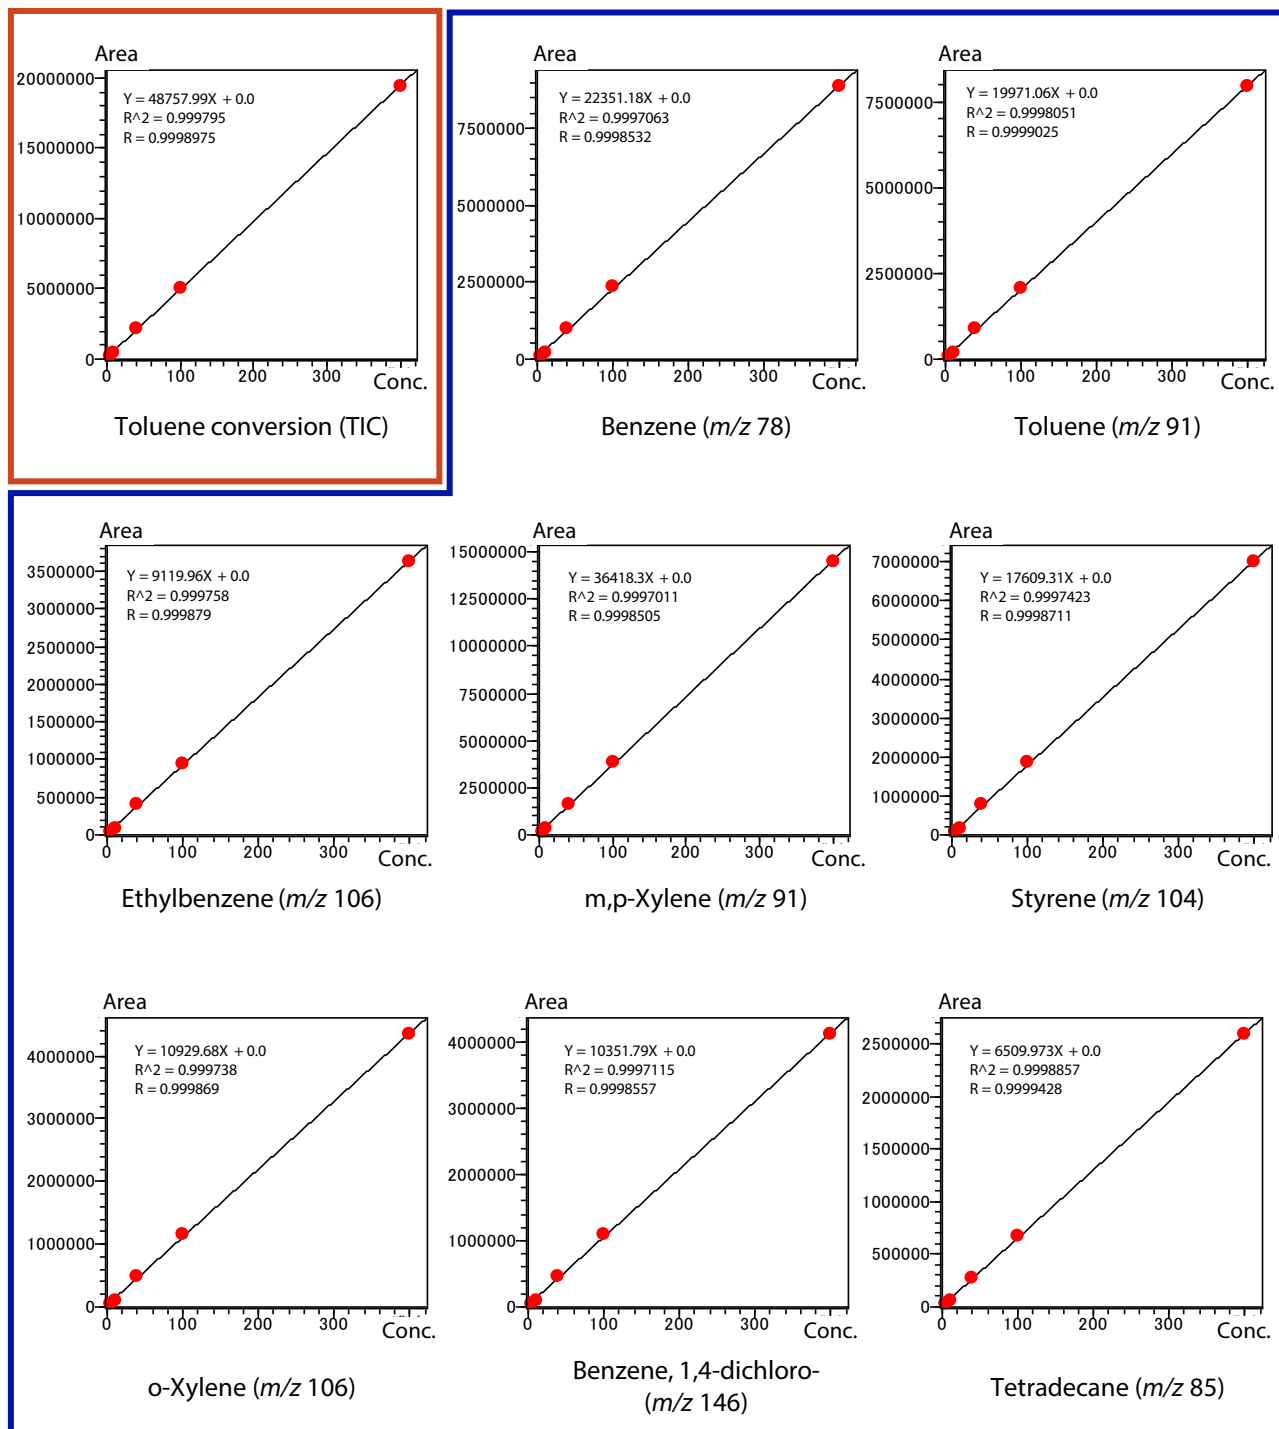 Area
20000000
15000000
10000000
5000000
0
Y = 48757.99X + 0.0
R^2 = 0.999795
R = 0.9998975
0 100 200 300
Conc.
Toluene conversion (TIC)
Area
7500000
5000000
2500000
0
Y = 22351.18X + 0.0
R^2 = 0.9997063
R = 0.9998532
0 100 200 300
Conc.
Benzene (m/z 78)
Area
7500000
5000000
2500000
0
Y = 19971.06X + 0.0
R^2 = 0.9998051
R = 0.9999025
0 100 200 300
Conc.
Toluene (m/z 91)
Area
3500000
3000000
2500000
2000000
1500000
1000000
500000
0
Y = 9119.96X + 0.0
R^2 = 0.999758
R = 0.999879
0 100 200 300
Conc.
Ethylbenzene (m/z 106)
Area
15000000
12500000
10000000
7500000
5000000
2500000
0
Y = 36418.3X + 0.0
R^2 = 0.9997011
R = 0.9998505
0 100 200 300
Conc.
m,p-Xylene (m/z 91)
Area
7000000
6000000
5000000
4000000
3000000
2000000
1000000
0
Y = 17609.31X + 0.0
R^2 = 0.9997423
R = 0.9998711
0 100 200 300
Conc.
Styrene (m/z 104)
Area
4000000
3000000
2000000
1000000
0
Y = 10929.68X + 0.0
R^2 = 0.999738
R = 0.999869
0 100 200 300
Conc.
o-Xylene (m/z 106)
Area
4000000
3000000
2000000
1000000
0
Y = 10351.79X + 0.0
R^2 = 0.9997115
R = 0.9998557
0 100 200 300
Conc.
Benzene, 1,4-dichloro-
(m/z 146)
Area
2500000
2000000
1500000
1000000
500000
0
Y = 6509.973X + 0.0
R^2 = 0.9998857
R = 0.9999428
0 100 200 300
Conc.
Tetradecane (m/z 85)